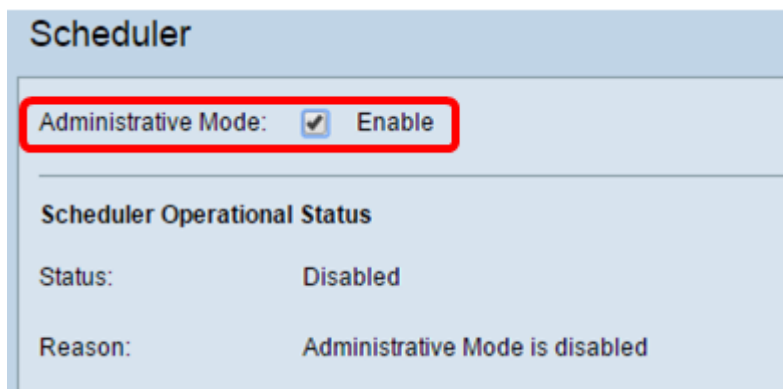 Scheduler
Administrative Mode: Enable
Scheduler Operational Status
Status: Disabled
Reason: Administrative Mode is disabled